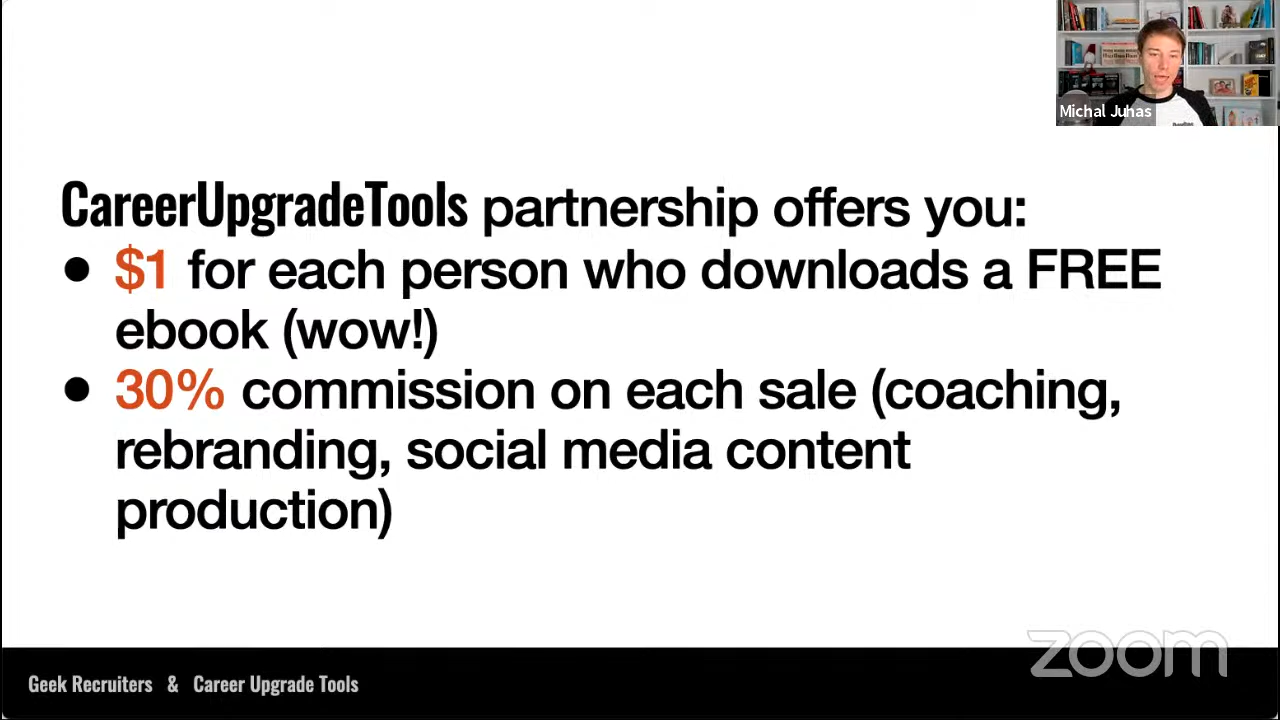 Michal Juhas
CareerUpgradeTools partnership offers you:
● $1 for each person who downloads a FREE
ebook (wow!)
● 30% commission on each sale (coaching,
rebranding, social media content
production)
zoom
Geek Recruiters & Career Upgrade Tools